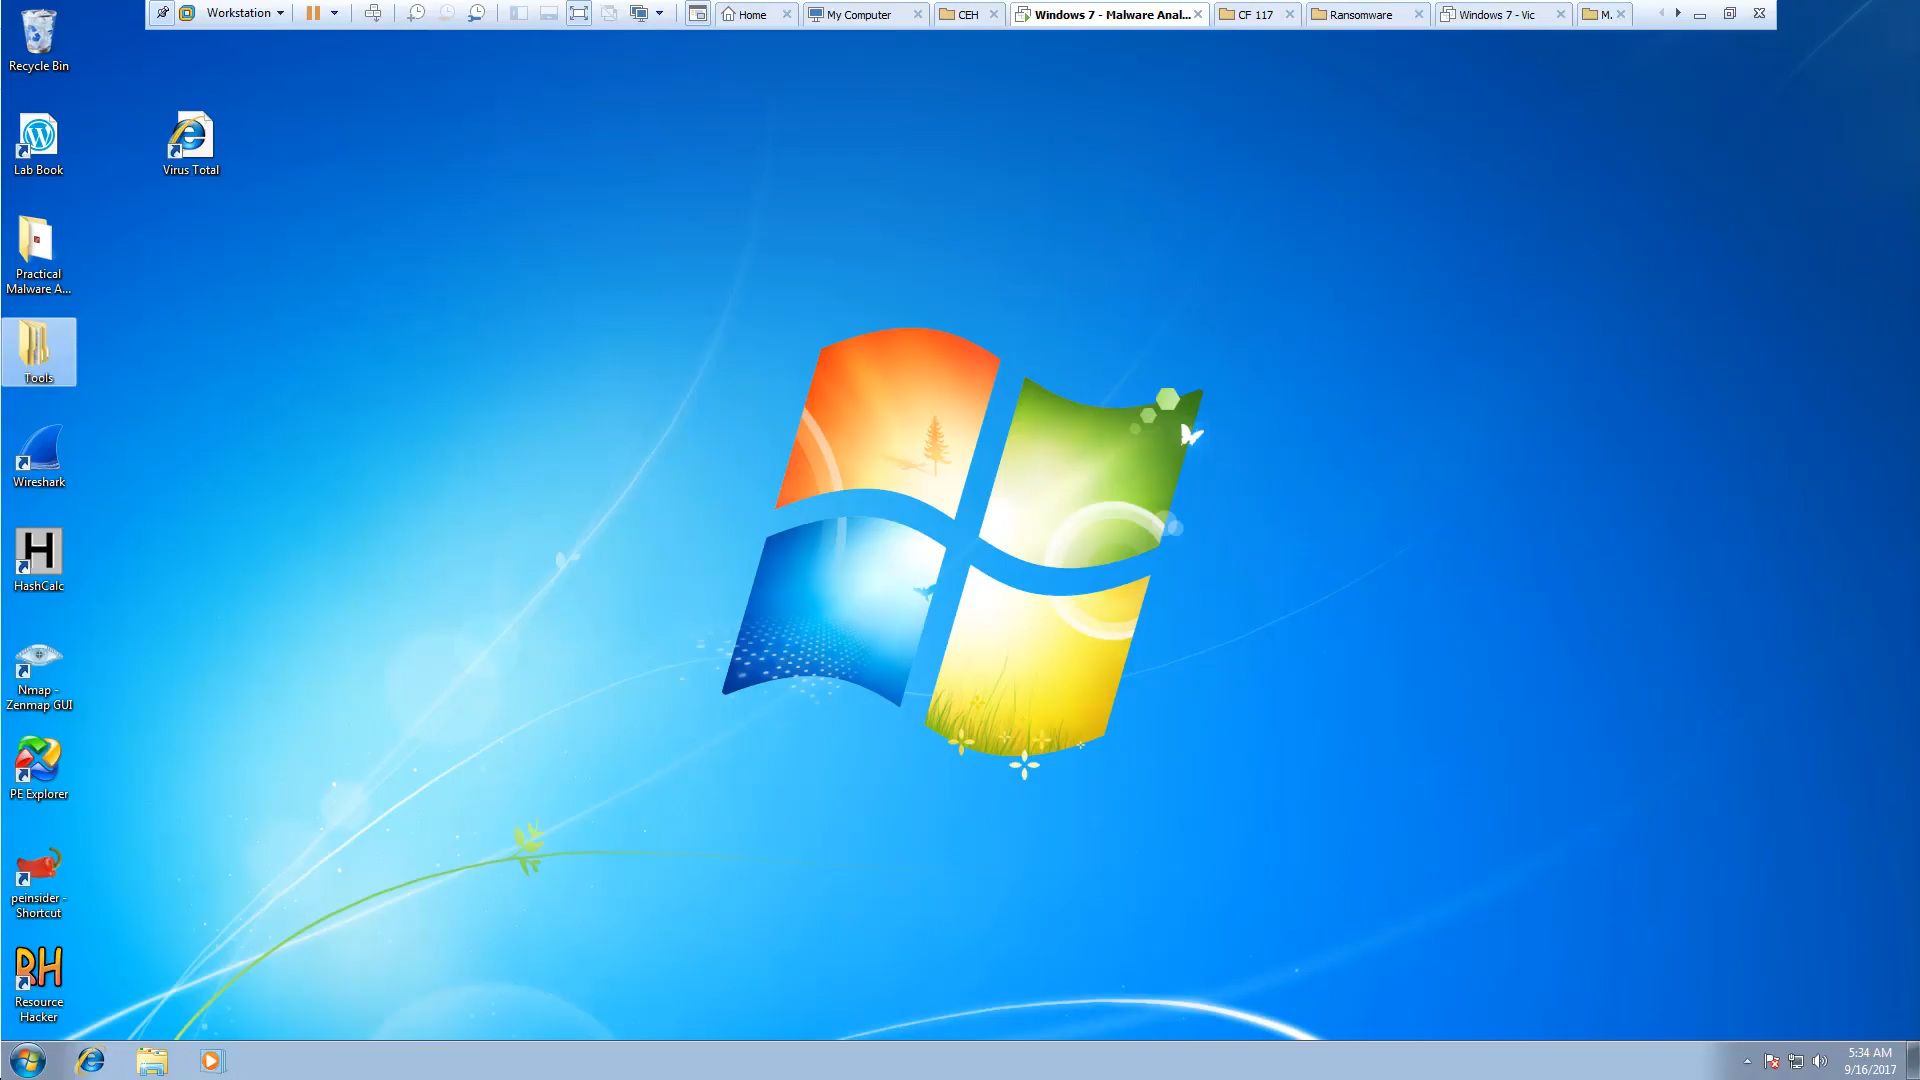 Workstation
Home
My Computer
CEH
Windows 7 - Malware Anal...
CF 117
Ransomware
Windows 7 - Vic
M.
Recycle Bin
Lab Book
Virus Total
Practical
Malware A...
Tools
Wireshark
H
HashCalc
Nmap -
Zenmap GUI
PE Explorer
peinsider -
Shortcut
RH
Resource
Hacker
5:34 AM
9/16/2017